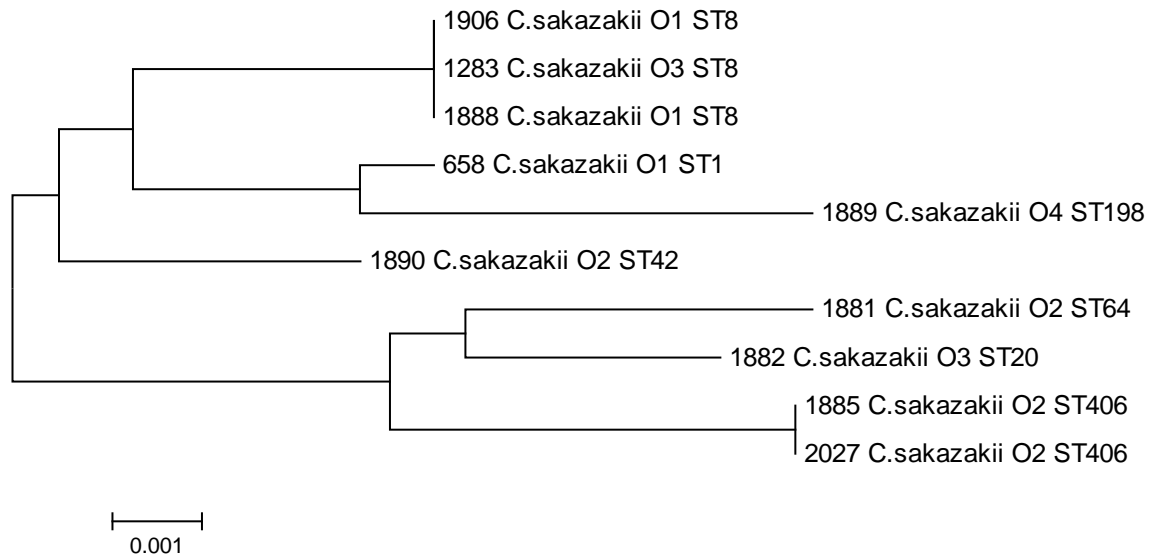 1906 C.sakazakii O1 ST8
1283 C.sakazakii O3 ST8
1888 C.sakazakii O1 ST8
658 C.sakazakii O1 ST1
1889 C.sakazakii O4 ST198
1890 C.sakazakii O2 ST42
1881 C.sakazakii O2 ST64
1882 C.sakazakii O3 ST20
1885 C.sakazakii O2 ST406
2027 C.sakazakii O2 ST406
0.001